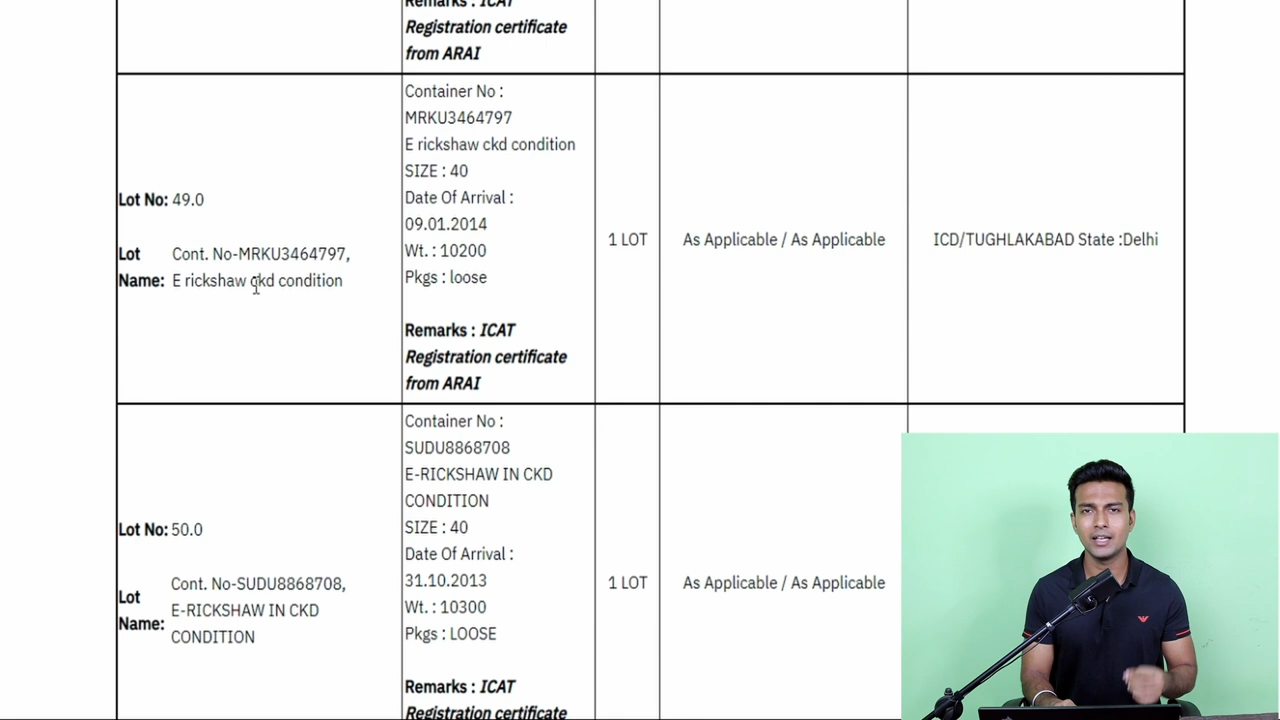 Remarks : ICAT
Registration certificate
from ARAI
Lot No: 49.0
Lot Name: Cont. No-MRKU3464797,
E rickshaw ckd condition
Container No :
MRKU3464797
E rickshaw ckd condition
SIZE : 40
Date Of Arrival :
09.01.2014
Wt. : 10200
Pkgs : loose
Remarks : ICAT
Registration certificate
from ARAI
1 LOT
As Applicable / As Applicable
ICD/TUGHLAKABAD State :Delhi
Lot No: 50.0
Lot Name: Cont. No-SUDU8868708,
E-RICKSHAW IN CKD
CONDITION
Container No :
SUDU8868708
E-RICKSHAW IN CKD
CONDITION
SIZE : 40
Date Of Arrival :
31.10.2013
Wt. : 10300
Pkgs : LOOSE
Remarks : ICAT
Registration certificate
1 LOT
As Applicable / As Applicable